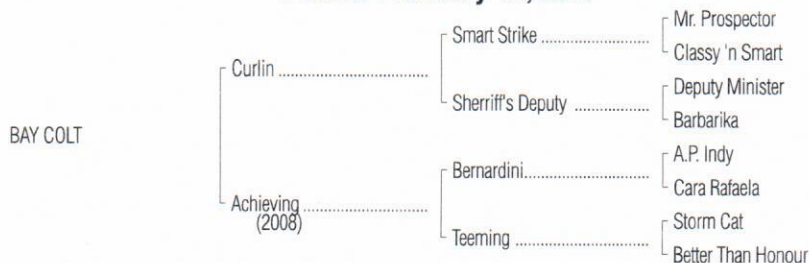 Mr. Prospector
Smart Strike ....................
Classy 'n Smart
Curlin ......................................
Deputy Minister
Sherriff's Deputy ...................
Barbarika
BAY COLT
A.P. Indy
Bernardini..........................
Cara Rafaela
Achieving ...............................
(2008)
Storm Cat
Teeming ...........................
Better Than Honour